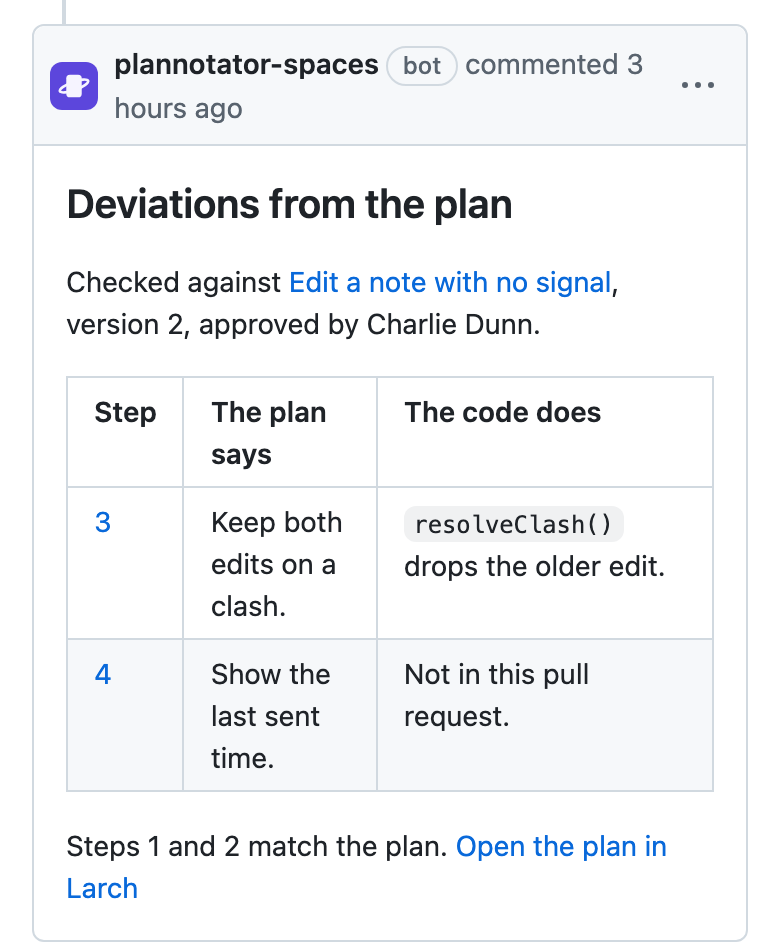 plannotator-spaces bot commented 3
hours ago
Deviations from the plan
Checked against Edit a note with no signal,
version 2, approved by Charlie Dunn.
Step
The plan
says
The code does
3
Keep both
edits on a
clash.
resolveClash()
drops the older edit.
4
Show the
last sent
time.
Not in this pull
request.
Steps 1 and 2 match the plan. Open the plan in
Larch